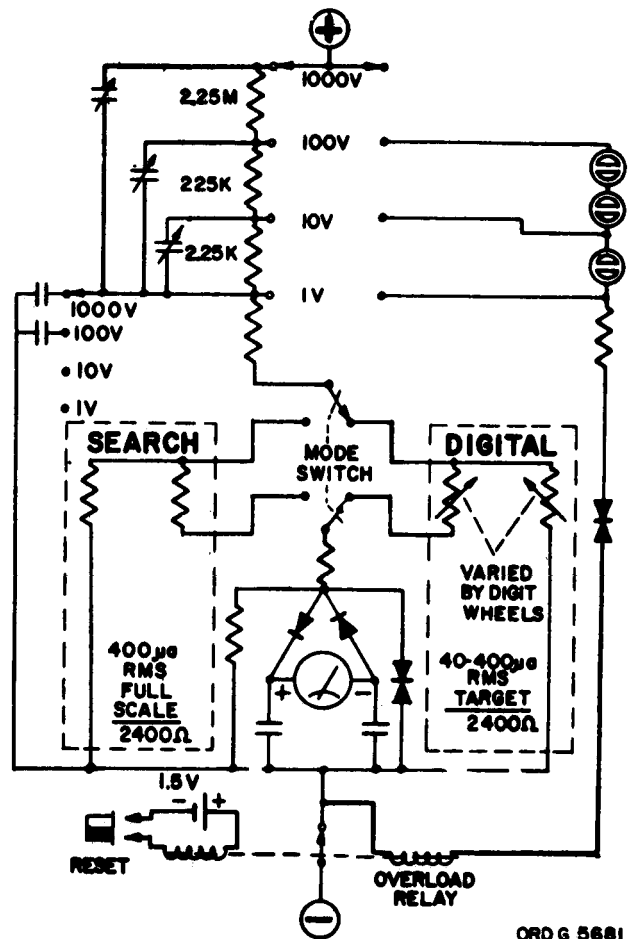 1000V
2.25M
100V
225K
10V
2.25K
1V
1000V
100V
10V
1V
SEARCH
DIGITAL
MODE
SWITCH
VARIED
BY DIGIT
WHEELS
400μa
RMS
FULL
SCALE
2400Ω
+
-
40-400μa
RMS
TARGET
2400Ω
1.5V
- +
RESET
OVERLOAD
RELAY
ORD G 5681